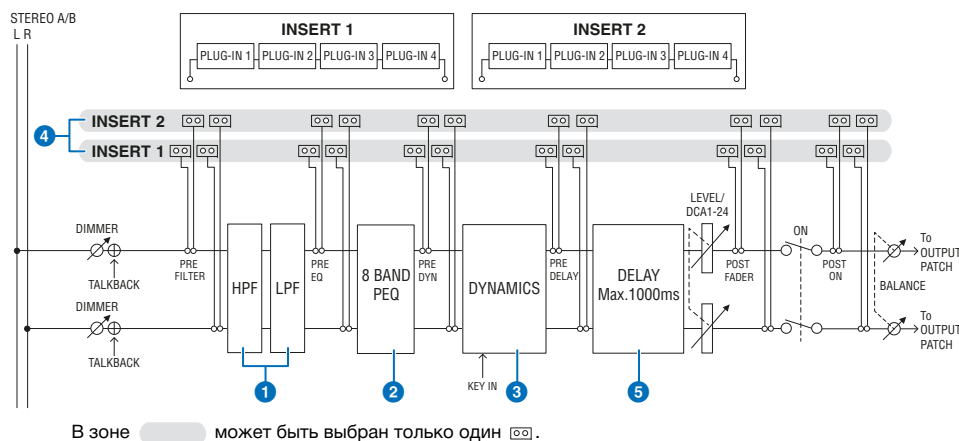 STEREO A/B
L R
INSERT 1
PLUG-IN 1 PLUG-IN 2 PLUG-IN 3 PLUG-IN 4
INSERT 2
PLUG-IN 1 PLUG-IN 2 PLUG-IN 3 PLUG-IN 4
4
INSERT 2
INSERT 1
DIMMER
TALKBACK
DIMMER
TALKBACK
PRE
FILTER
HPF
LPF
1
PRE
EQ
8 BAND
PEQ
2
PRE
DYN
DYNAMICS
KEY IN
3
PRE
DELAY
DELAY
Max.1000ms
5
LEVEL/
DCA1-24
POST
FADER
ON
POST
ON
BALANCE
To
OUTPUT
PATCH
To
OUTPUT
PATCH
В зоне может быть выбран только один .